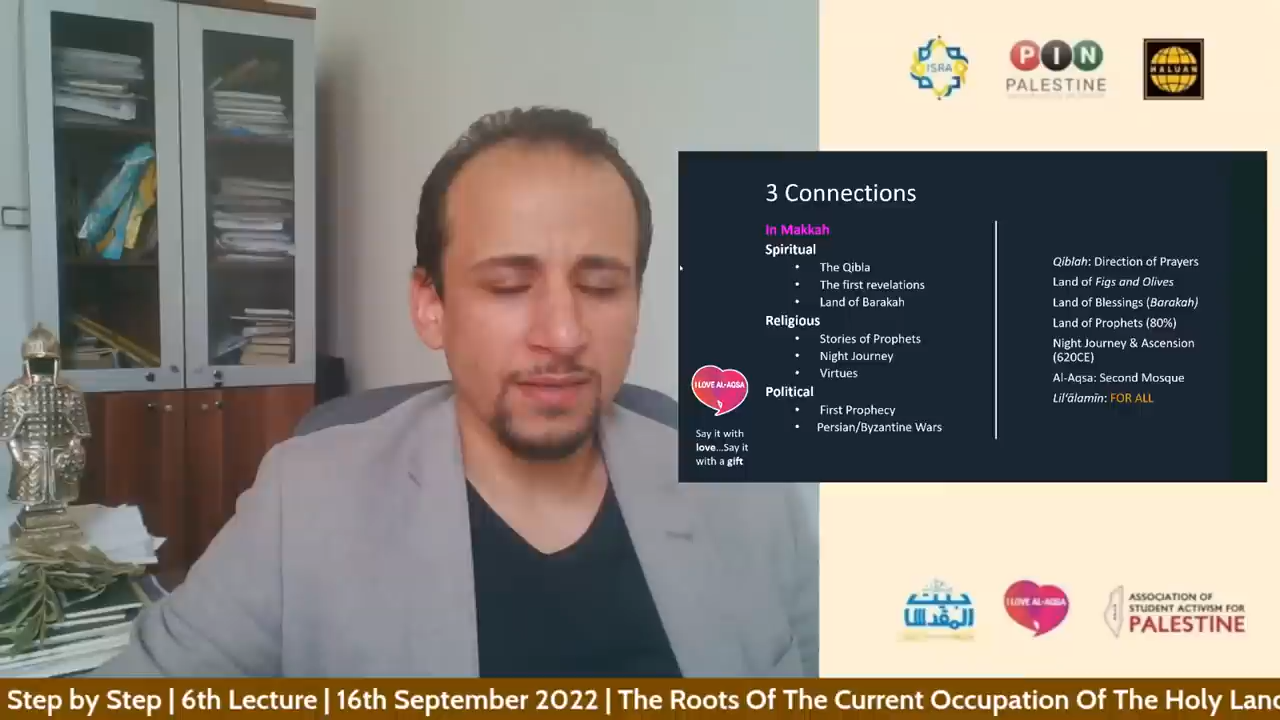 ISRA
PIN
PALESTINE
HALUAN
3 Connections
In Makkah
Spiritual
• The Qibla
• The first revelations
• Land of Barakah
Religious
• Stories of Prophets
• Night Journey
• Virtues
Political
• First Prophecy
• Persian/Byzantine Wars
Qiblah: Direction of Prayers
Land of Figs and Olives
Land of Blessings (Barakah)
Land of Prophets (80%)
Night Journey & Ascension
(620CE)
Al-Aqsa: Second Mosque
Lil'ālamīn: FOR ALL
I LOVE AL-AQSA
Say it with
love...Say it
with a gift
بيت
المقدس
I LOVE AL-AQSA
ASSOCIATION OF
STUDENT ACTIVISM FOR
PALESTINE
Step by Step | 6th Lecture | 16th September 2022 | The Roots Of The Current Occupation Of The Holy Land